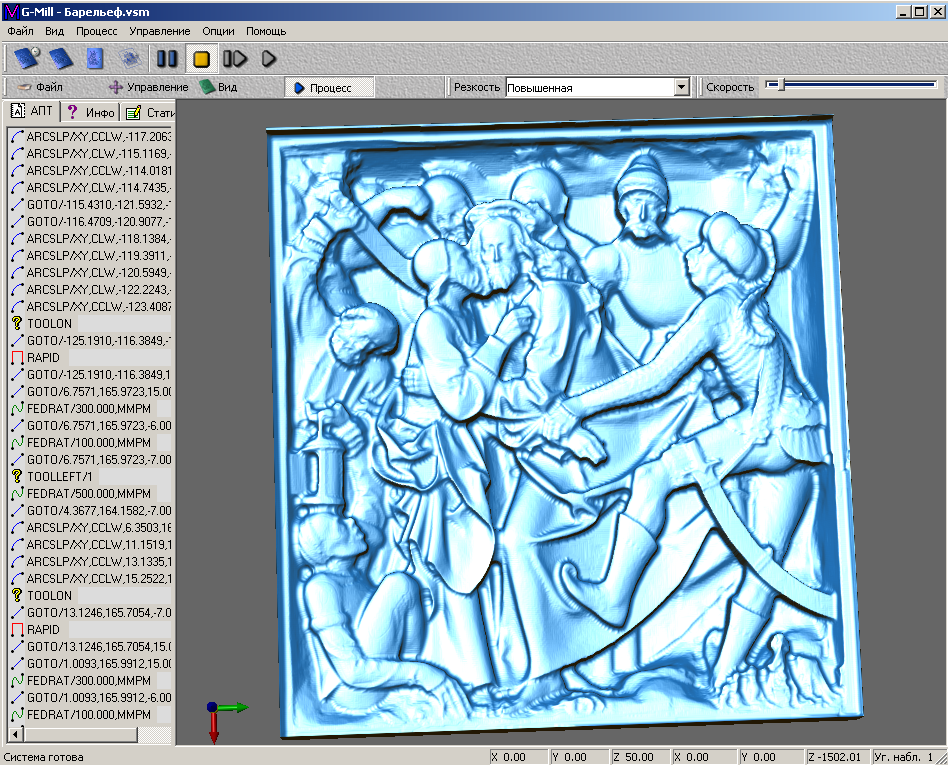 G-Mill - Барельеф.vsm
Файл Вид Процесс Управление Опции Помощь
Файл Управление Вид Процесс Резкость Повышенная Скорость
АПТ Инфо Стати
ARCSLP/XY,CCLW,-117.206
ARCSLP/XY,CCLW,-115.1169,-
ARCSLP/XY,CCLW,-114.0181
ARCSLP/XY,CLW,-114.7435,-
GOTO/-115.4310,-121.5932,-
GOTO/-116.4709,-120.9077,-
ARCSLP/XY,CCLW,-118.1384,-
ARCSLP/XY,CCLW,-119.3911,-
ARCSLP/XY,CCLW,-120.5949,-
ARCSLP/XY,CCLW,-122.2243,-
ARCSLP/XY,CCLW,-123.4087
TOOLON
GOTO/-125.1910,-116.3849,-
RAPID
GOTO/-125.1910,-116.3849,1
GOTO/6.7571,165.9723,15.00
FEDRAT/300.000,MMPM
GOTO/6.7571,165.9723,-6.00
FEDRAT/100.000,MMPM
GOTO/6.7571,165.9723,-7.00
TOOLLEFT/1
FEDRAT/500.000,MMPM
GOTO/4.3677,164.1582,-7.00
ARCSLP/XY,CCLW,6.3503,16
ARCSLP/XY,CCLW,11.1519,1
ARCSLP/XY,CCLW,13.1335,1
ARCSLP/XY,CCLW,15.2522,1
TOOLON
GOTO/13.1246,165.7054,-7.0
RAPID
GOTO/13.1246,165.7054,15.0
GOTO/1.0093,165.9912,15.00
FEDRAT/300.000,MMPM
GOTO/1.0093,165.9912,-6.00
FEDRAT/100.000,MMPM
Система готова X 0.00 Y 0.00 Z 50.00 X 0.00 Y 0.00 Z -1502.01 Уг. набл. 1